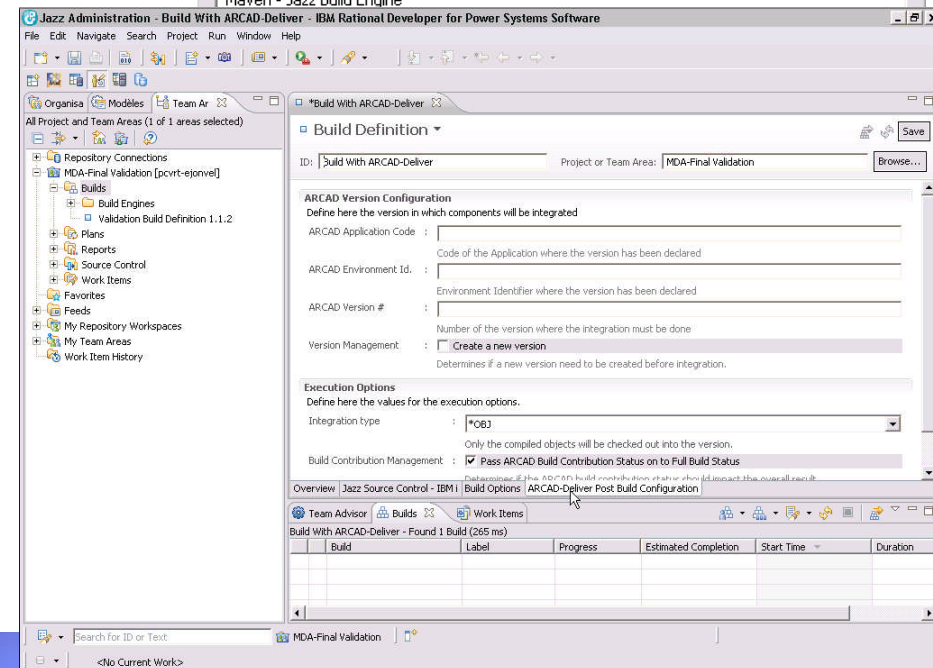 Maven - Jazz Build Engine
Jazz Administration - Build With ARCAD-Deliver - IBM Rational Developer for Power Systems Software
File Edit Navigate Search Project Run Window Help
Organisa Modèles Team Ar
*Build With ARCAD-Deliver
All Project and Team Areas (1 of 1 areas selected)
Repository Connections
MDA-Final Validation [pcvrt-ejonvel]
Builds
Build Engines
Validation Build Definition 1.1.2
Plans
Reports
Source Control
Work Items
Favorites
Feeds
My Repository Workspaces
My Team Areas
Work Item History
Build Definition
Save
ID: Build With ARCAD-Deliver Project or Team Area: MDA-Final Validation Browse...
ARCAD Version Configuration
Define here the version in which components will be integrated
ARCAD Application Code :
Code of the Application where the version has been declared
ARCAD Environment Id. :
Environment Identifier where the version has been declared
ARCAD Version # :
Number of the version where the integration must be done
Version Management : Create a new version
Determines if a new version need to be created before integration.
Execution Options
Define here the values for the execution options.
Integration type : *OBJ
Only the compiled objects will be checked out into the version.
Build Contribution Management : Pass ARCAD Build Contribution Status on to Full Build Status
Determines if the ARCAD build contribution status should impact the overall result
Overview Jazz Source Control - IBM i Build Options ARCAD-Deliver Post Build Configuration
Team Advisor Builds Work Items
Build With ARCAD-Deliver - Found 1 Build (265 ms)
Build Label Progress Estimated Completion Start Time Duration
Search for ID or Text MDA-Final Validation
<No Current Work>